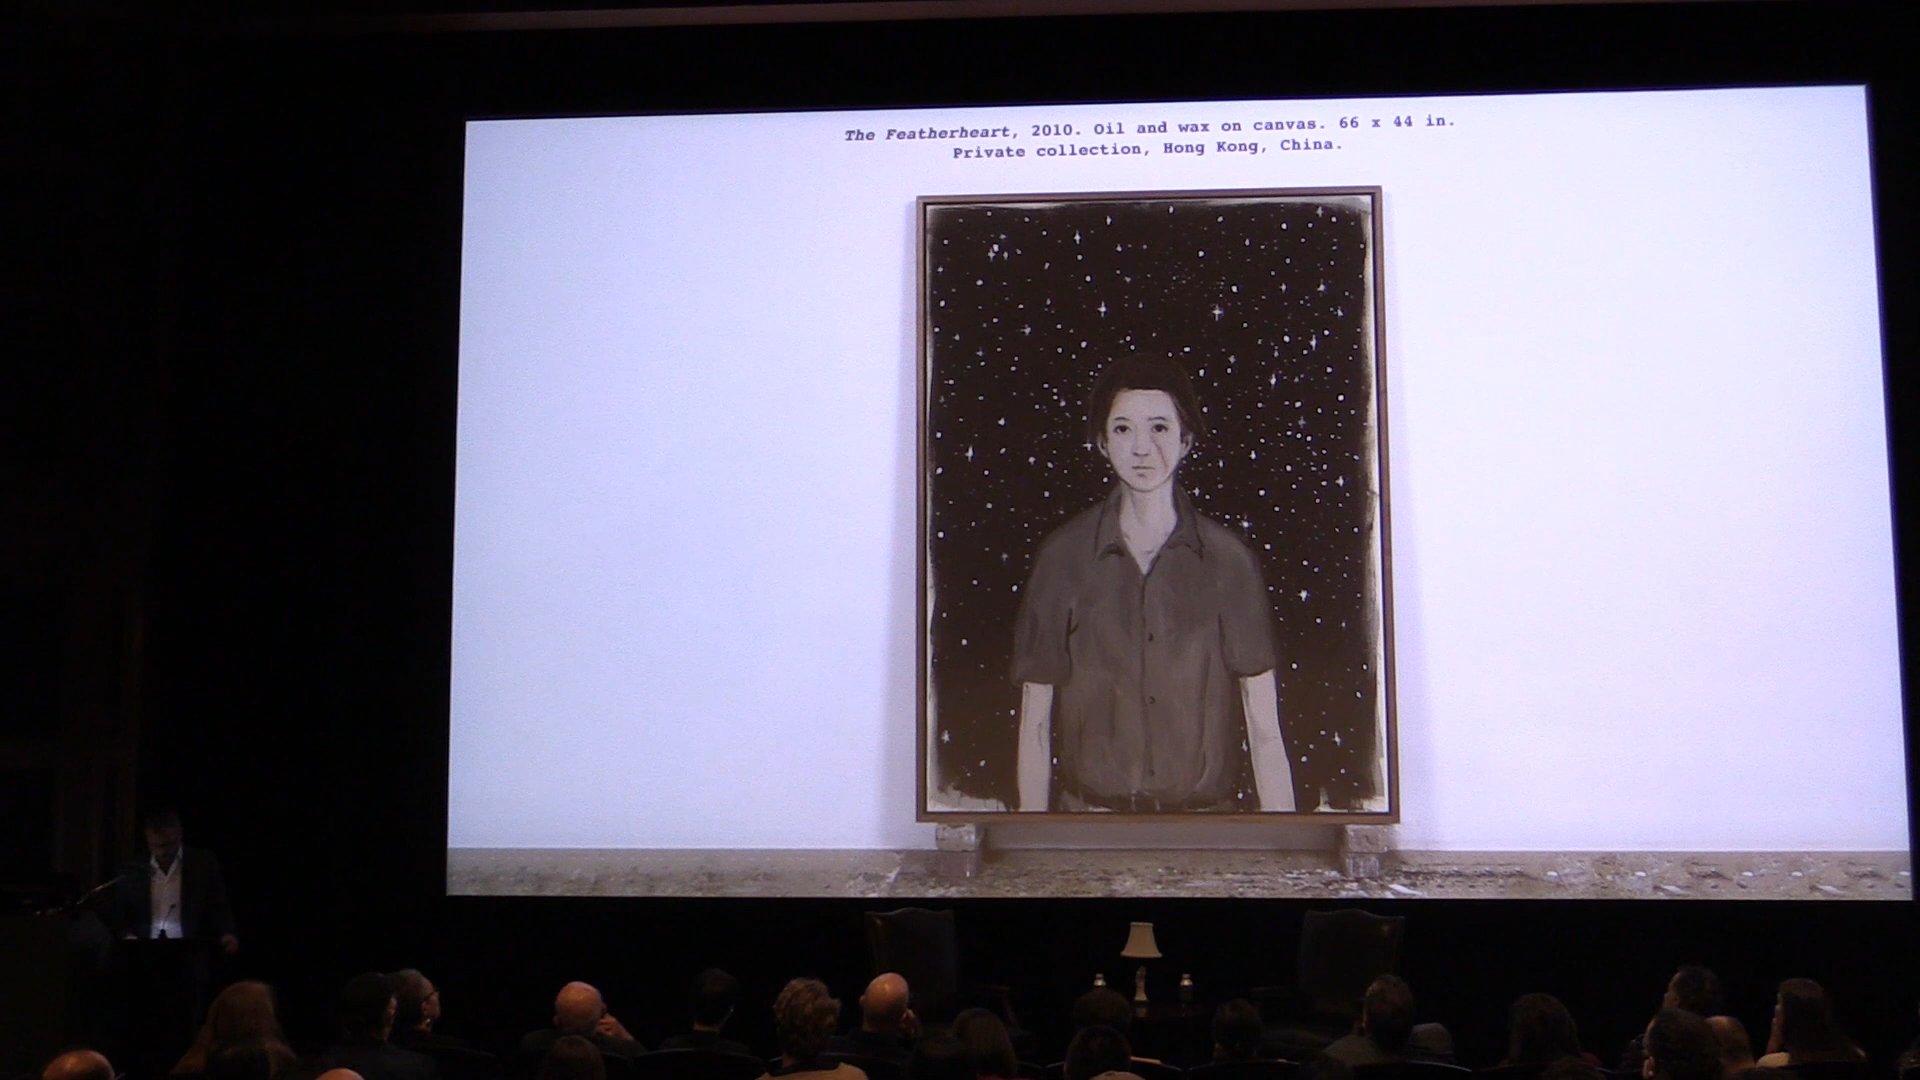 The Featherheart, 2010. Oil and wax on canvas. 66 x 44 in.
Private collection, Hong Kong, China.